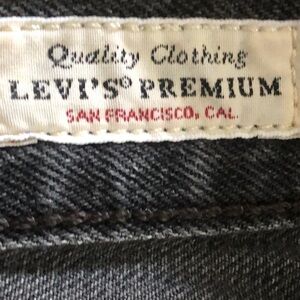 Quality Clothing
LEVI'S® PREMIUM
SAN FRANCISCO, CAL.